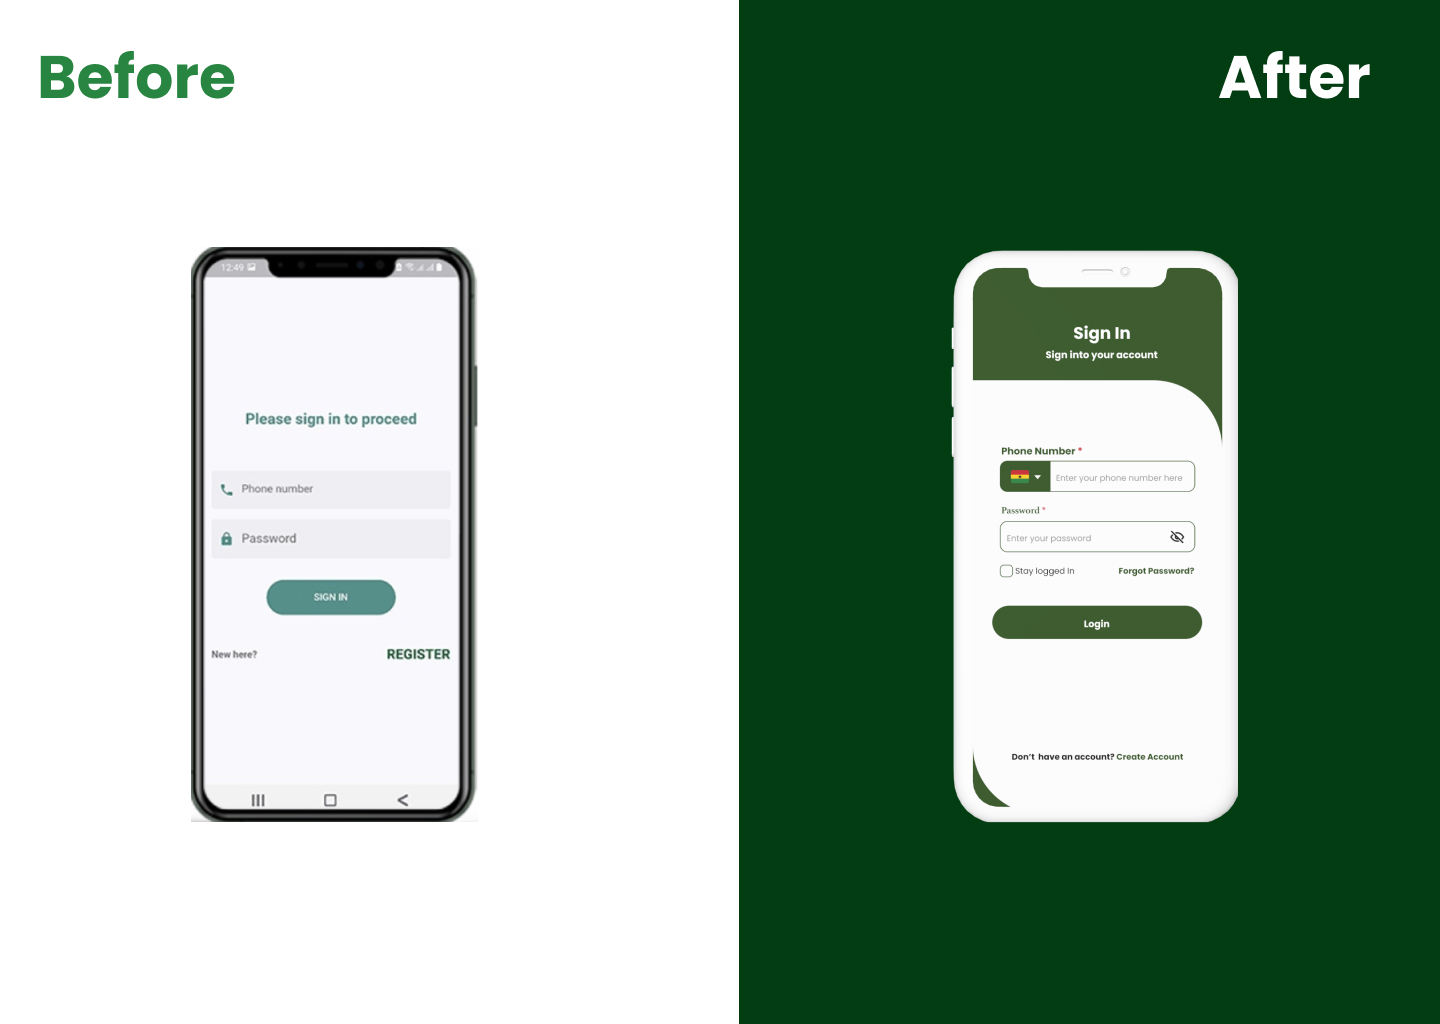 Before
After
12:49
Please sign in to proceed
Phone number
Password
SIGN IN
New here?
REGISTER
Sign In
Sign into your account
Phone Number *
Enter your phone number here
Password *
Enter your password
Stay logged In
Forgot Password?
Login
Don't have an account? Create Account